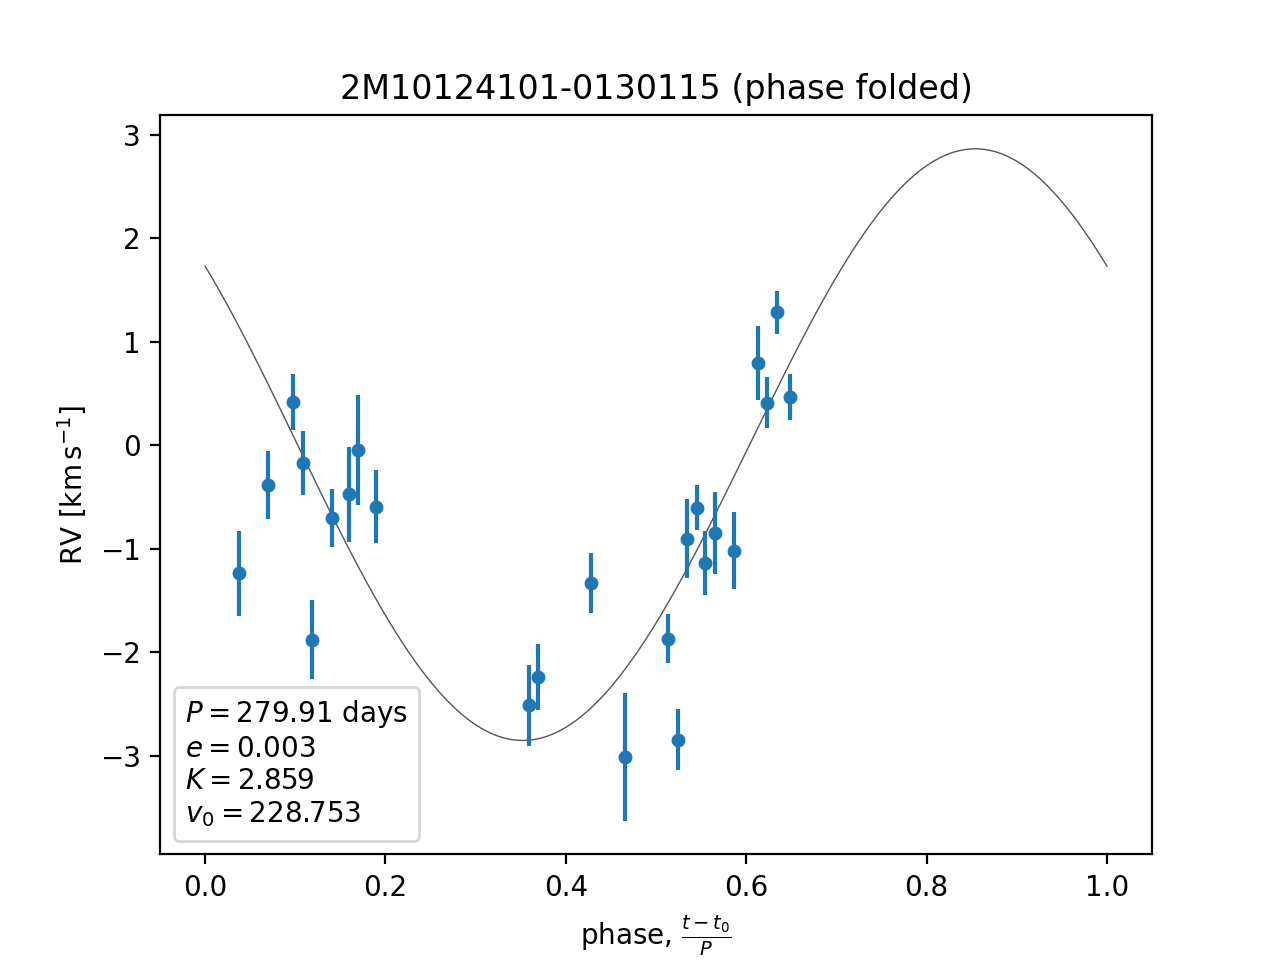 2M10124101-0130115 (phase folded)
3
2
1
0
−1
−2
−3
RV [km s⁻¹]
P = 279.91 days
e = 0.003
K = 2.859
v₀ = 228.753
0.0 0.2 0.4 0.6 0.8 1.0
phase, (t − t₀)/P